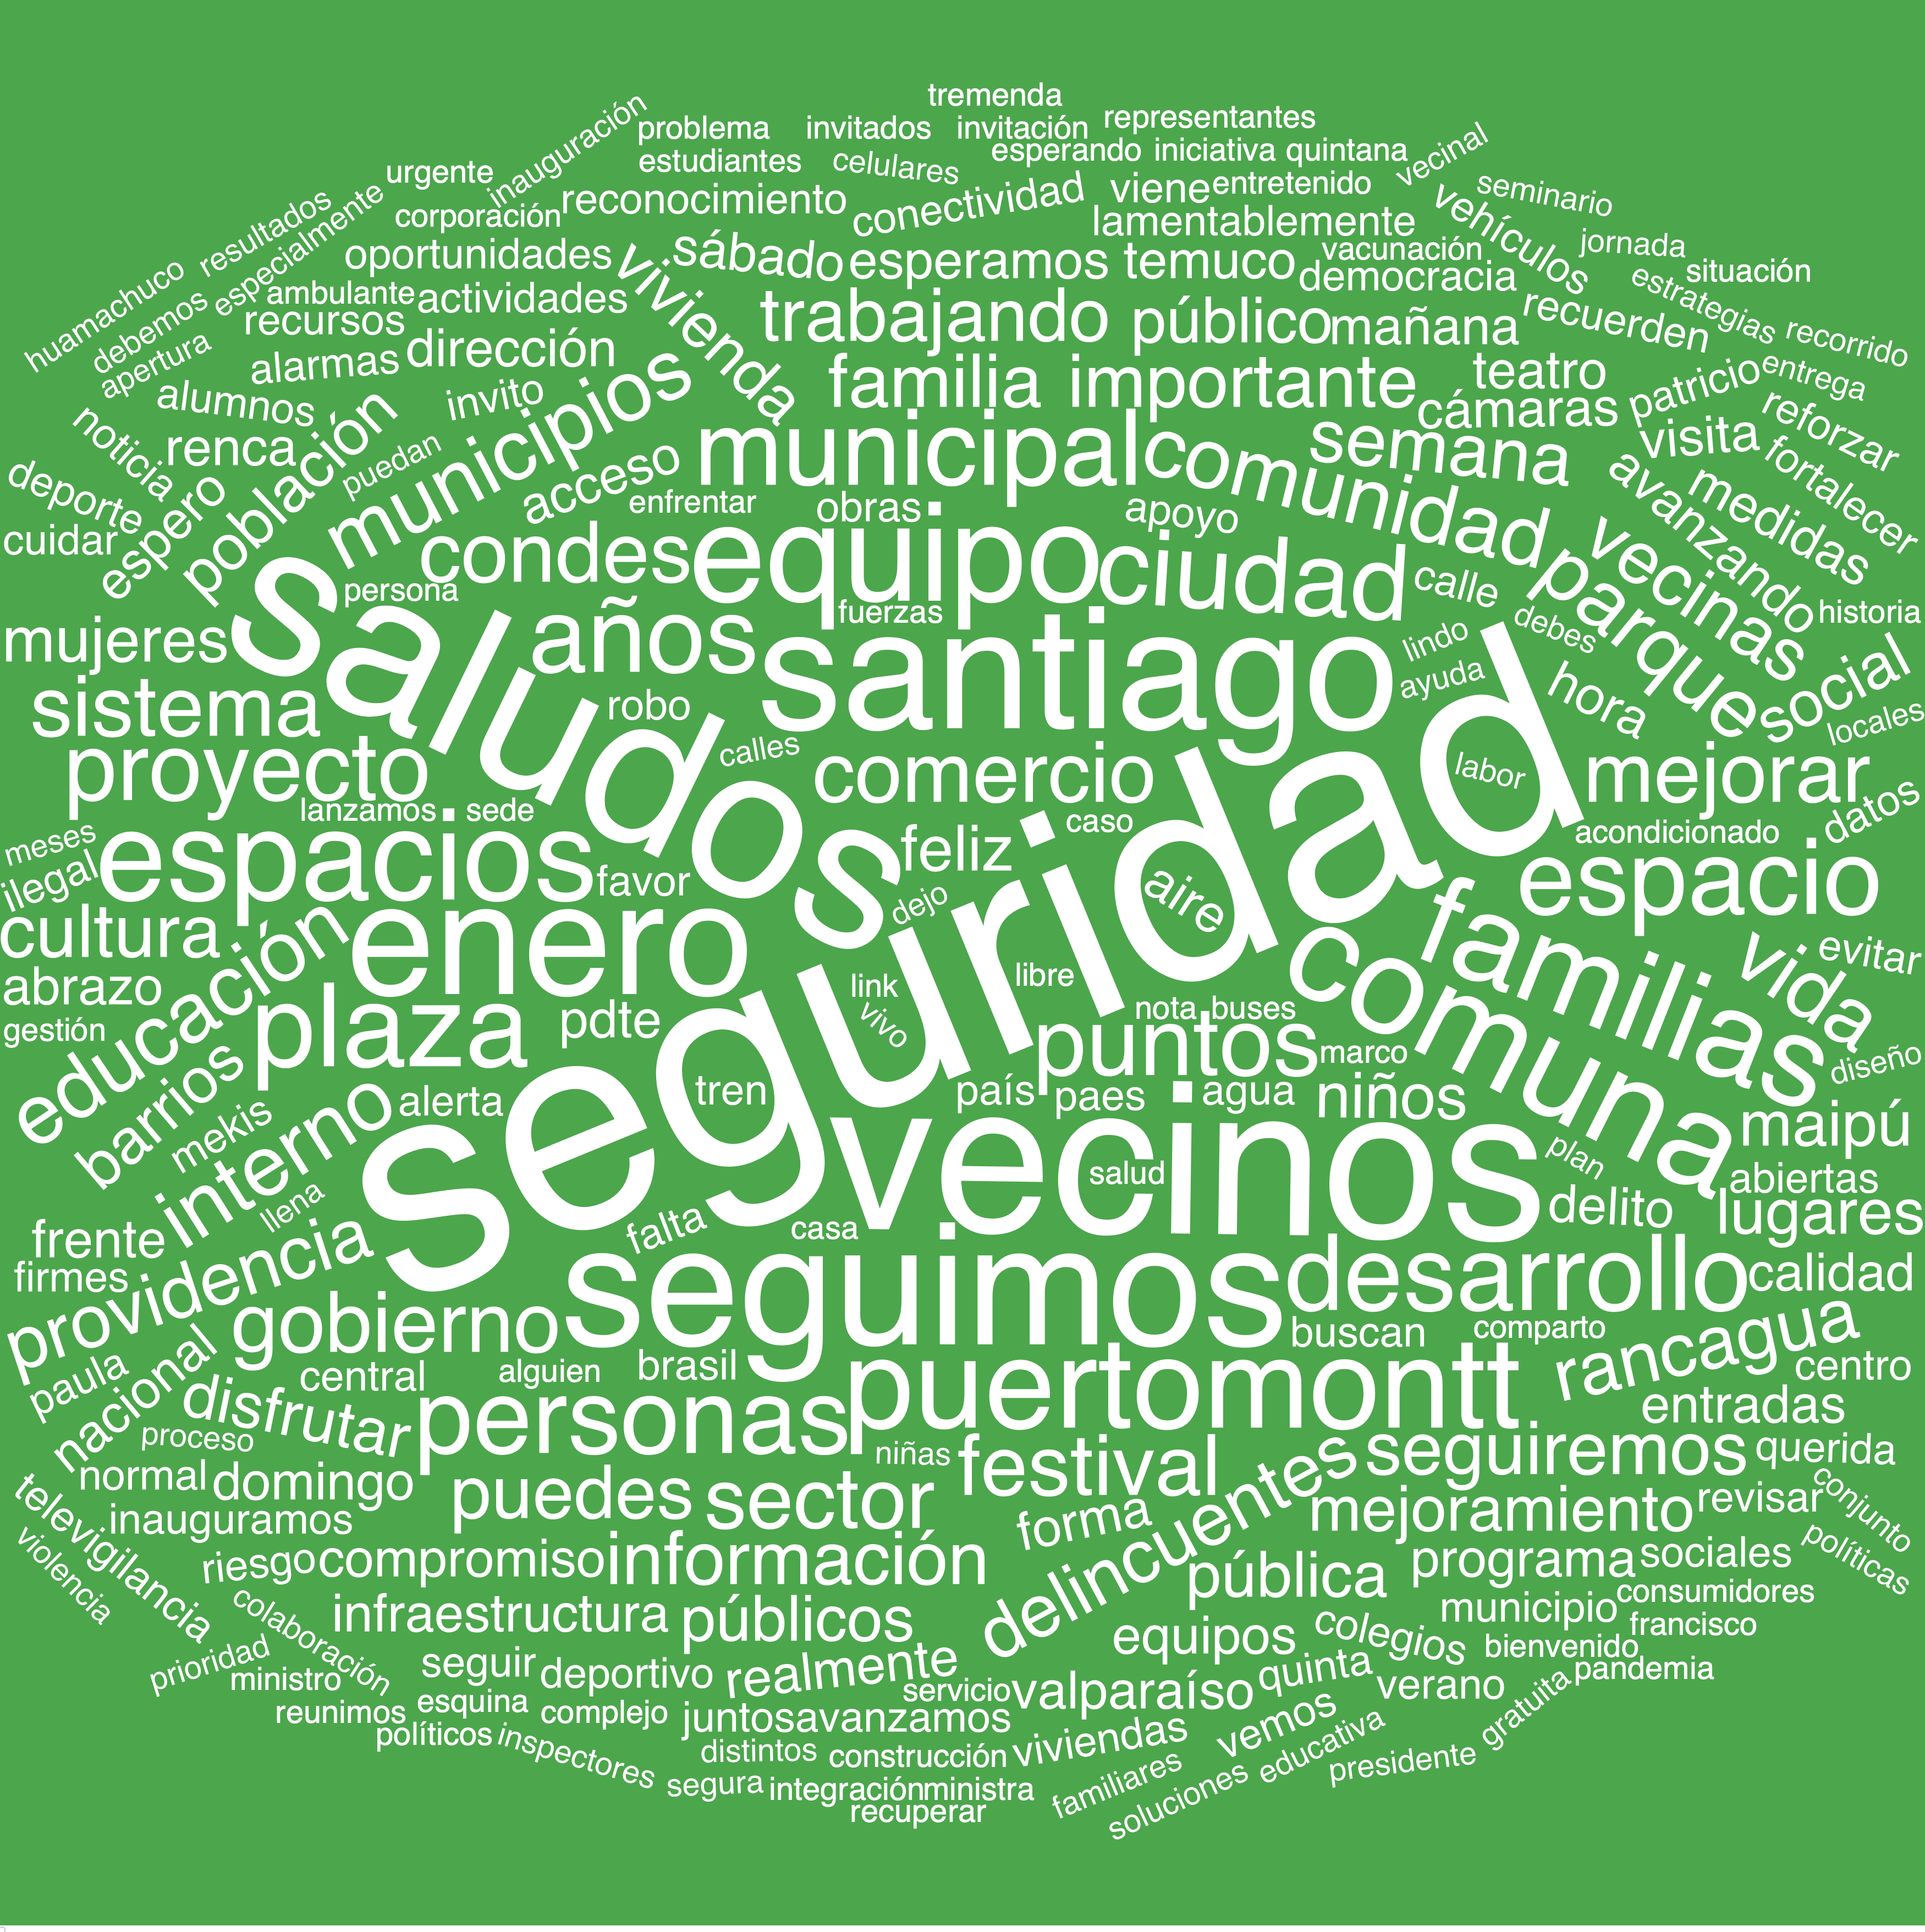 tremenda
problema
invitados
invitación
representantes
inauguración
estudiantes
celulares
esperando
iniciativa
quintana
vecinal
urgente
resultados
especialmente
corporación
reconocimiento
conectividad
viene
entretenido
seminario
lamentablemente
vehículos
jornada
oportunidades
vivienda
sábado
esperamos
temuco
vacunación
democracia
situación
estrategias
huamachuco
debemos
apertura
ambulante
actividades
recursos
trabajando
público
mañana
recuerden
recorrido
alarmas
dirección
municipios
familia
importante
teatro
patricio
entrega
alumnos
invito
cámaras
reforzar
noticia
renca
población
puedan
acceso
municipal
comunidad
semana
visita
fortalecer
deporte
espero
enfrentar
obras
apoyo
avanzando
medidas
cuidar
condes
equipo
ciudad
vecinas
calle
parques
persona
fuerzas
debes
historia
mujeres
saludos
años
santiago
lindo
ayuda
hora
social
locales
sistema
robo
calles
proyecto
comercio
labor
mejorar
datos
lanzamos
sede
caso
acondicionado
meses
ilegal
espacios
favor
feliz
seguridad
aire
espacio
dejo
cultura
educación
enero
comuna
familias
vida
evitar
abrazo
link
libre
vivo
gestión
plaza
pdte
nota
buses
puntos
marco
diseño
barrios
mekis
interno
alerta
tren
país
paes
agua
niños
maipú
vecinos
salud
plan
abiertas
llena
frente
firmes
providencia
falta
casa
delito
lugares
gobierno
seguimos
desarrollo
calidad
buscan
comparto
rancagua
centro
paula
nacional
central
alguien
brasil
puertomontt
disfrutar
personas
entradas
proceso
niñas
festival
seguiremos
querida
normal
domingo
puedes
sector
delincuentes
mejoramiento
revisar
conjunto
televigilancia
inauguramos
forma
políticas
violencia
riesgo
compromiso
información
pública
programa
sociales
consumidores
colaboración
infraestructura
públicos
municipio
francisco
equipos
colegios
bienvenido
prioridad
ministro
seguir
deportivo
realmente
servicio
valparaíso
quinta
verano
pandemia
reunimos
esquina
complejo
juntosavanzamos
gratuita
políticos
inspectores
distintos
construcción
viviendas
vemos
educativa
presidente
segura
integración
ministra
familiares
soluciones
recuperar